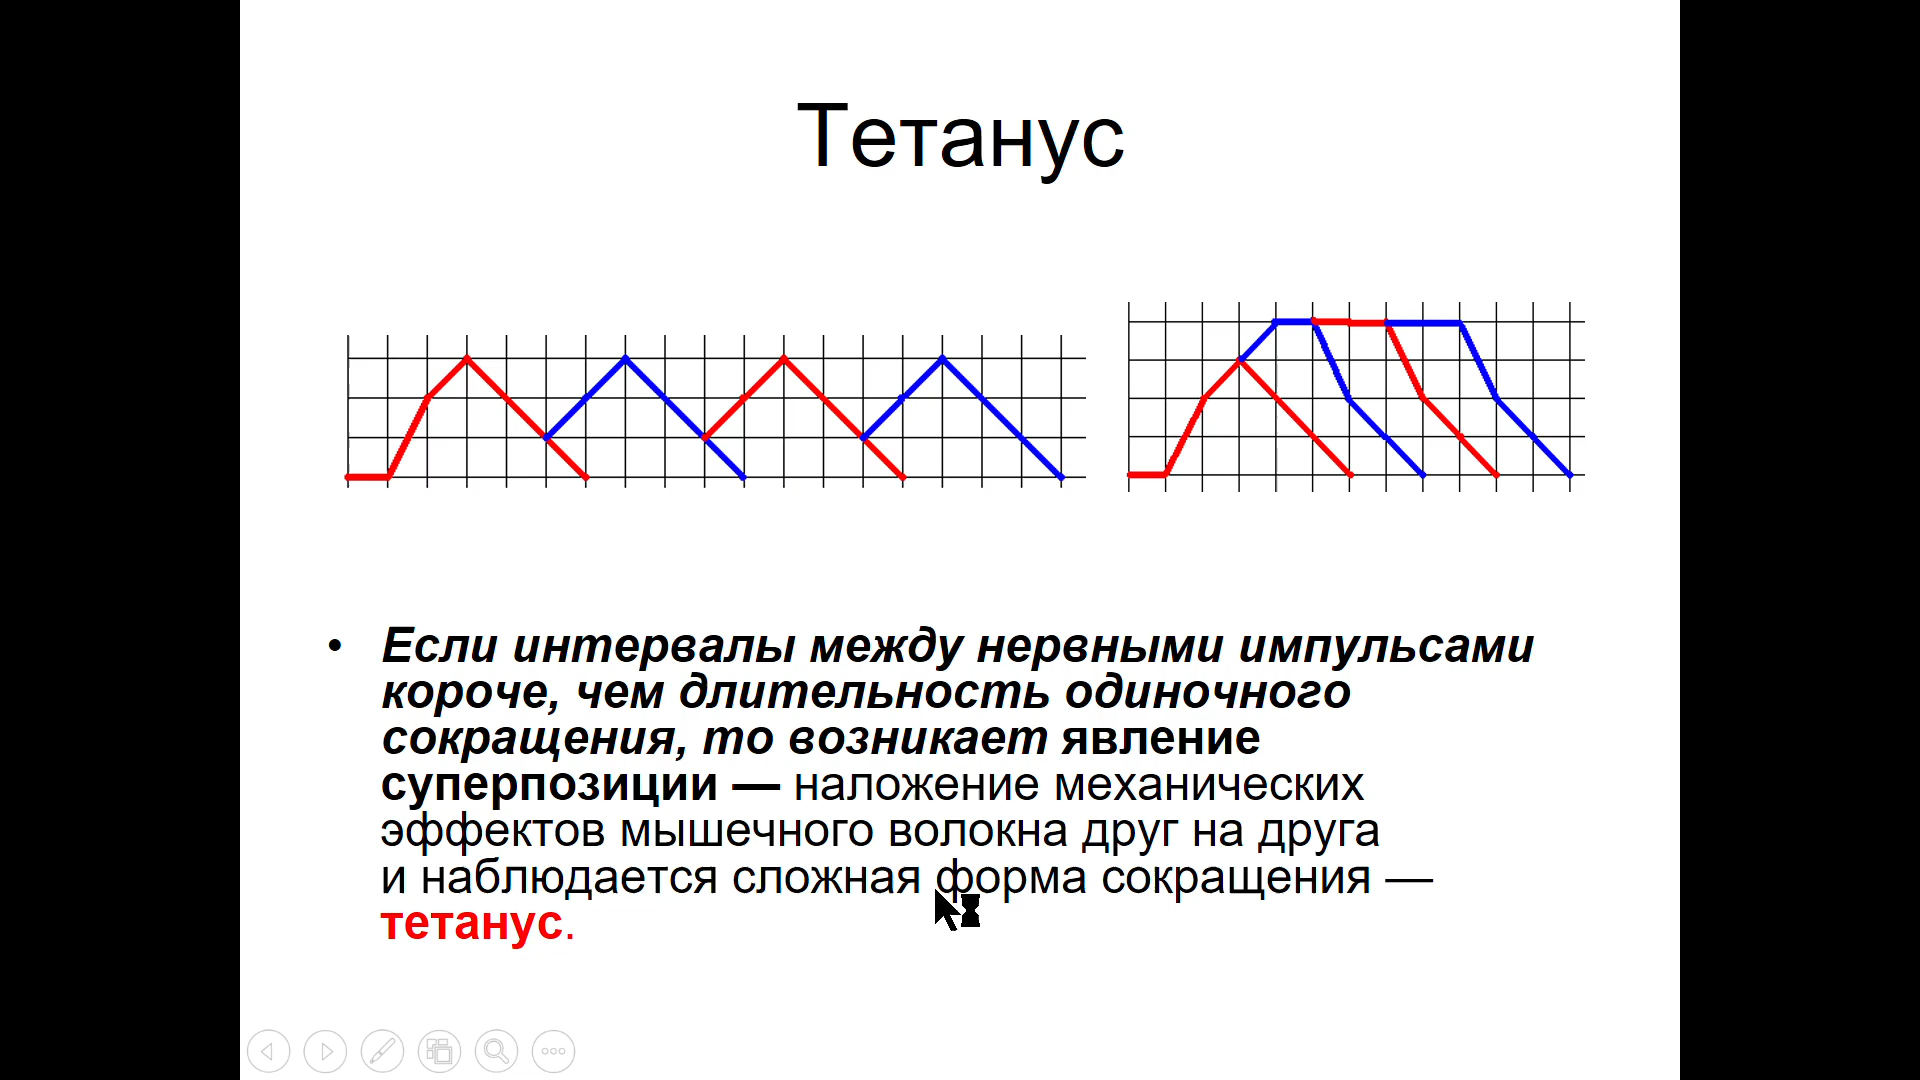 Тетанус
• Если интервалы между нервными импульсами
короче, чем длительность одиночного
сокращения, то возникает явление
суперпозиции — наложение механических
эффектов мышечного волокна друг на друга
и наблюдается сложная форма сокращения —
тетанус.